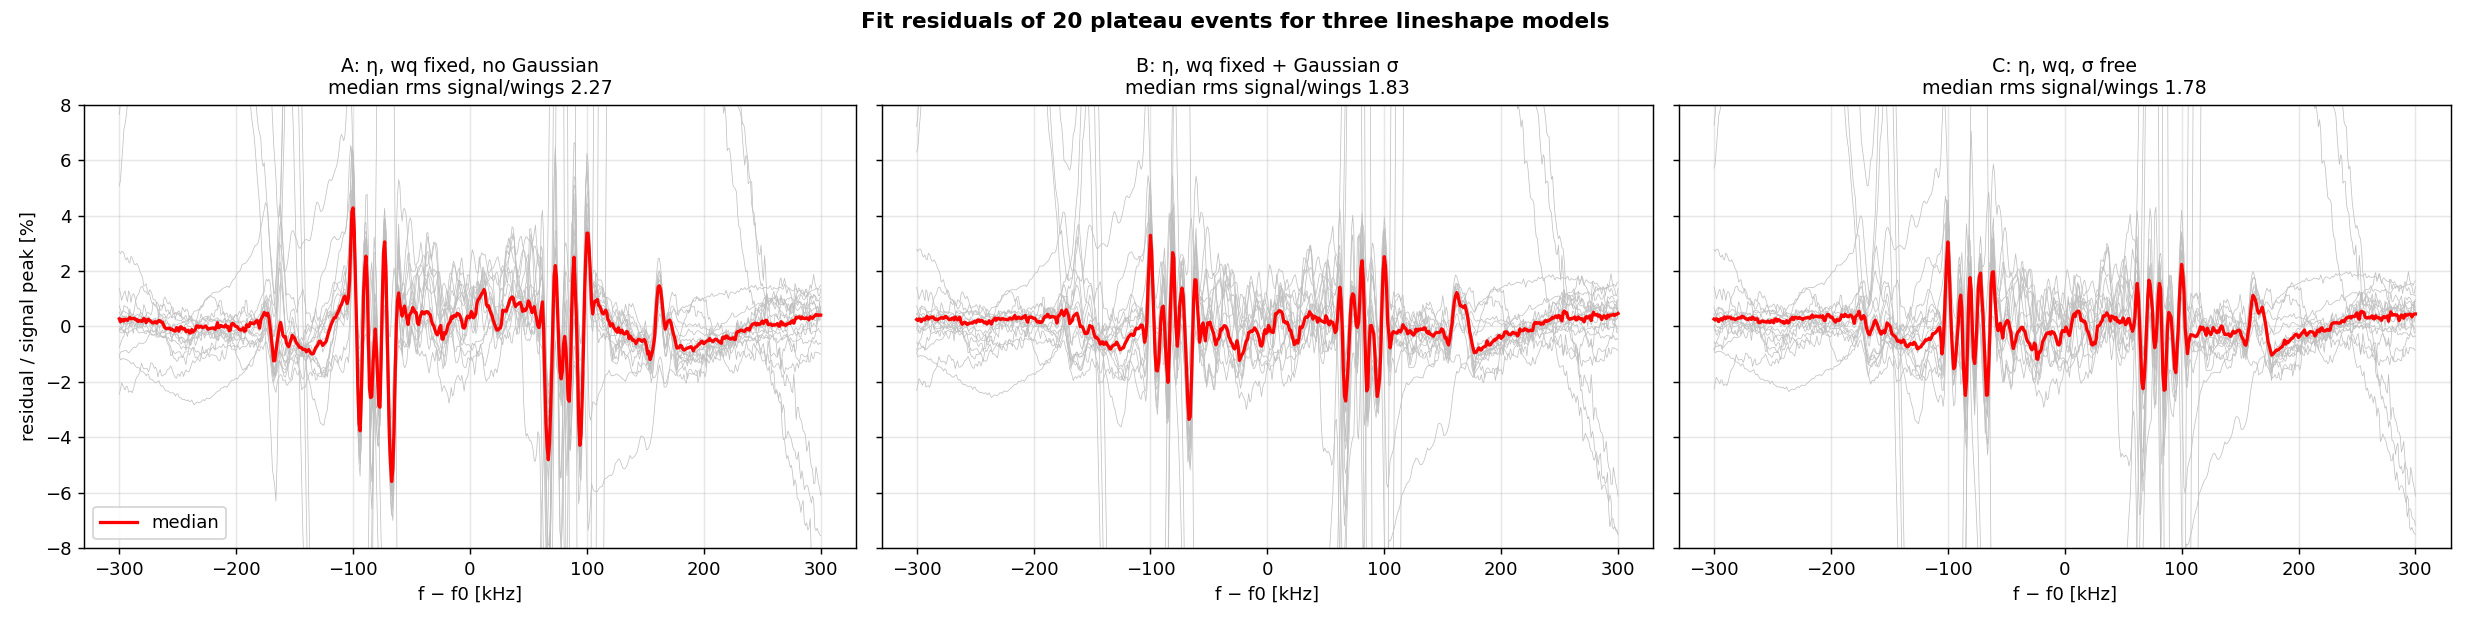 Fit residuals of 20 plateau events for three lineshape models
A: η, wq fixed, no Gaussian
median rms signal/wings 2.27
B: η, wq fixed + Gaussian σ
median rms signal/wings 1.83
C: η, wq, σ free
median rms signal/wings 1.78
residual / signal peak [%]
8
6
4
2
0
−2
−4
−6
−8
median
−300 −200 −100 0 100 200 300
−300 −200 −100 0 100 200 300
−300 −200 −100 0 100 200 300
f − f0 [kHz]
f − f0 [kHz]
f − f0 [kHz]